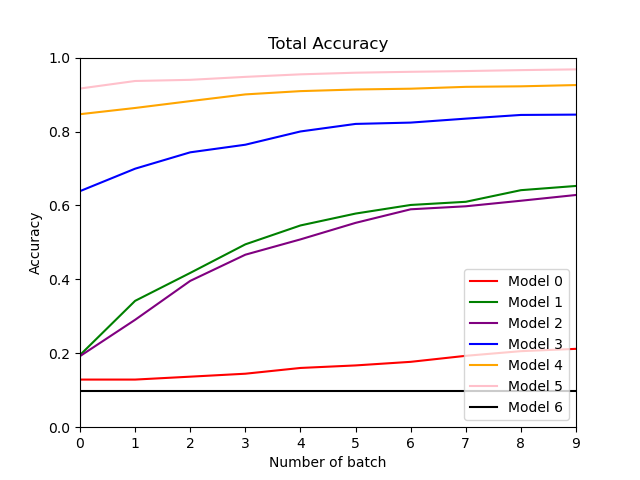 Total Accuracy
Accuracy
1.0
0.8
0.6
0.4
0.2
0.0
Model 0
Model 1
Model 2
Model 3
Model 4
Model 5
Model 6
0 1 2 3 4 5 6 7 8 9
Number of batch